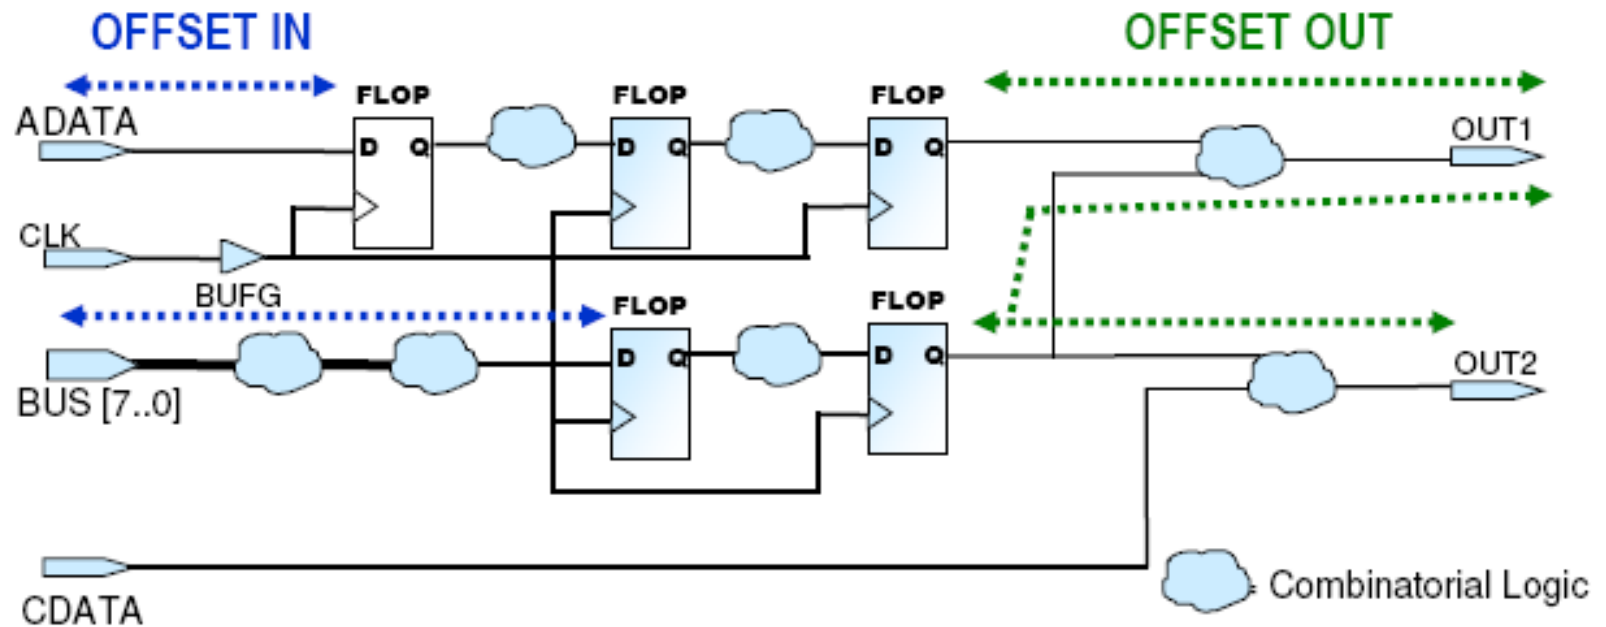 OFFSET IN
OFFSET OUT
FLOP
FLOP
FLOP
ADATA
D Q
D Q
D Q
OUT1
CLK
BUFG
FLOP
FLOP
BUS [7..0]
D Q
D Q
OUT2
CDATA
Combinatorial Logic